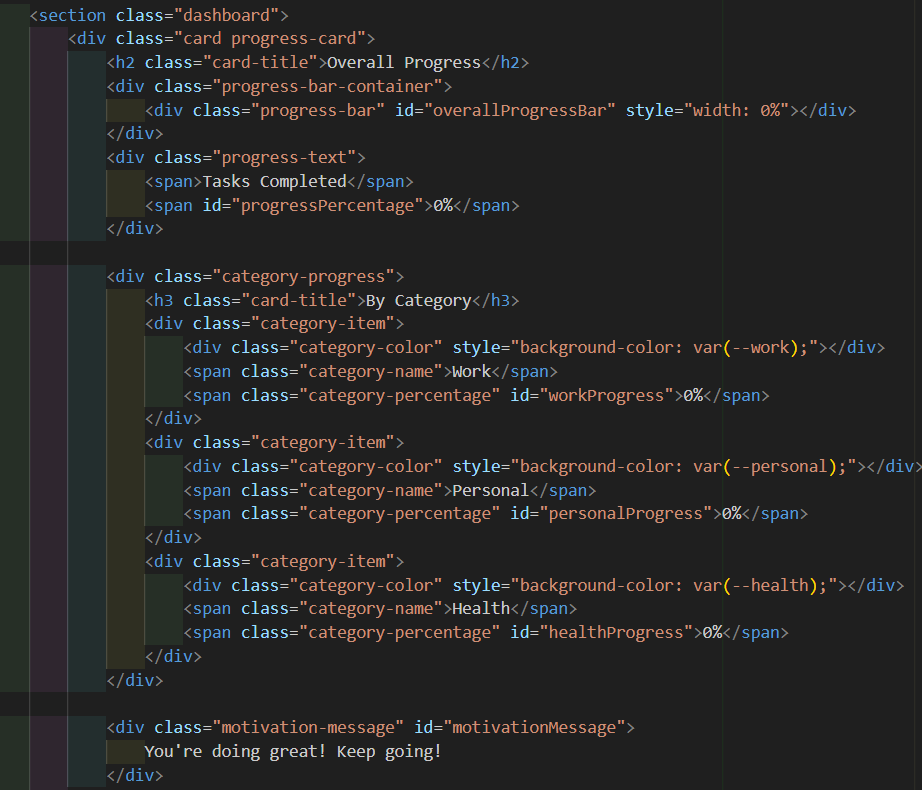 <section class="dashboard">
<div class="card progress-card">
<h2 class="card-title">Overall Progress</h2>
<div class="progress-bar-container">
<div class="progress-bar" id="overallProgressBar" style="width: 0%"></div>
</div>
<div class="progress-text">
<span>Tasks Completed</span>
<span id="progressPercentage">0%</span>
</div>
<div class="category-progress">
<h3 class="card-title">By Category</h3>
<div class="category-item">
<div class="category-color" style="background-color: var(--work);"></div>
<span class="category-name">Work</span>
<span class="category-percentage" id="workProgress">0%</span>
</div>
<div class="category-item">
<div class="category-color" style="background-color: var(--personal);"></div>
<span class="category-name">Personal</span>
<span class="category-percentage" id="personalProgress">0%</span>
</div>
<div class="category-item">
<div class="category-color" style="background-color: var(--health);"></div>
<span class="category-name">Health</span>
<span class="category-percentage" id="healthProgress">0%</span>
</div>
</div>
<div class="motivation-message" id="motivationMessage">
You're doing great! Keep going!
</div>